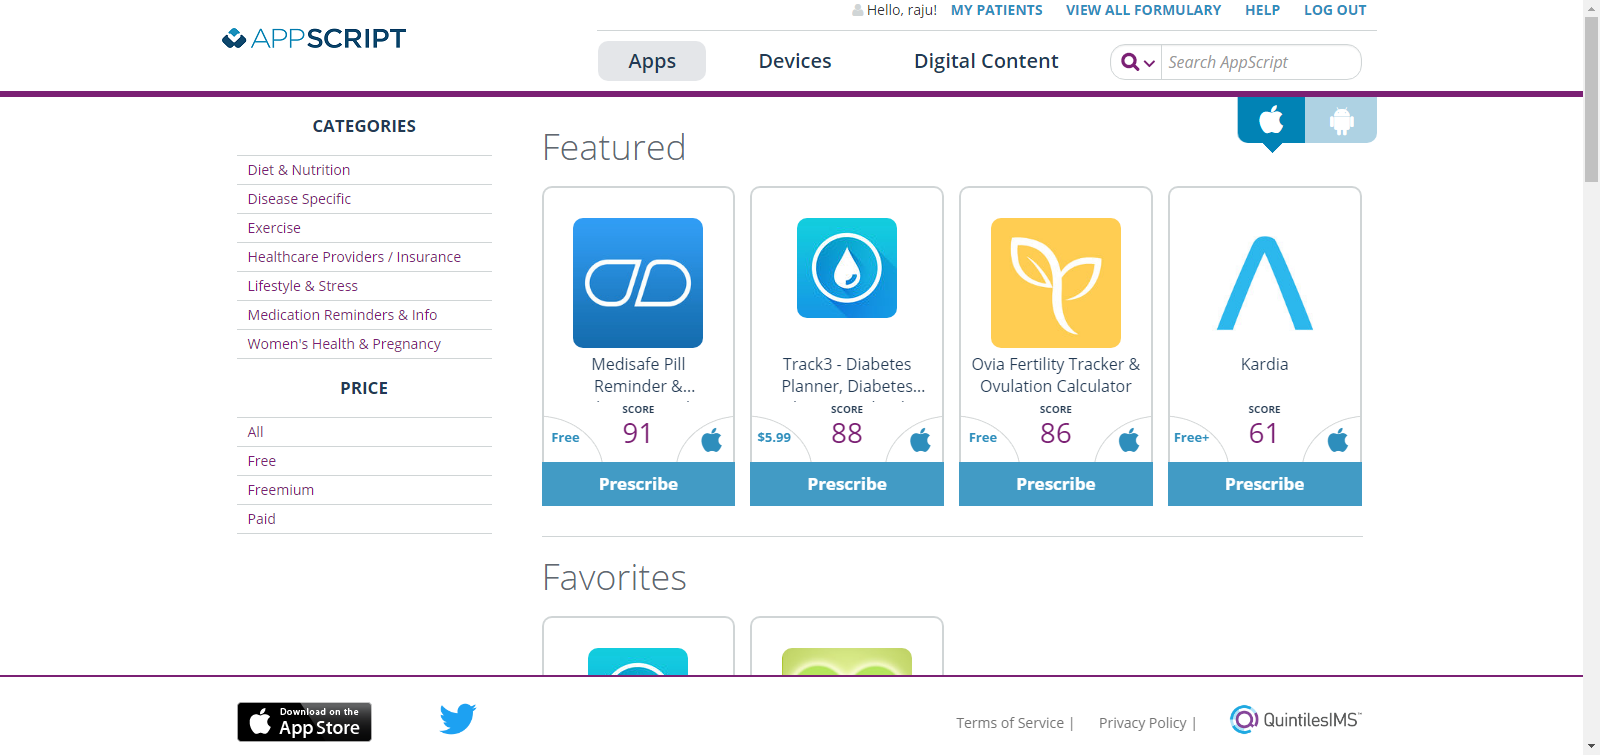 Hello, raju! MY PATIENTS VIEW ALL FORMULARY HELP LOG OUT
APPSCRIPT
Apps Devices Digital Content Search AppScript
CATEGORIES
Diet & Nutrition
Disease Specific
Exercise
Healthcare Providers / Insurance
Lifestyle & Stress
Medication Reminders & Info
Women's Health & Pregnancy
PRICE
All
Free
Freemium
Paid
Featured
Medisafe Pill
Reminder &...
SCORE
Free 91
Prescribe
Track3 - Diabetes
Planner, Diabetes...
SCORE
$5.99 88
Prescribe
Ovia Fertility Tracker &
Ovulation Calculator
SCORE
Free 86
Prescribe
Kardia
SCORE
Free+ 61
Prescribe
Favorites
Download on the
App Store
Terms of Service | Privacy Policy | QuintilesIMS™